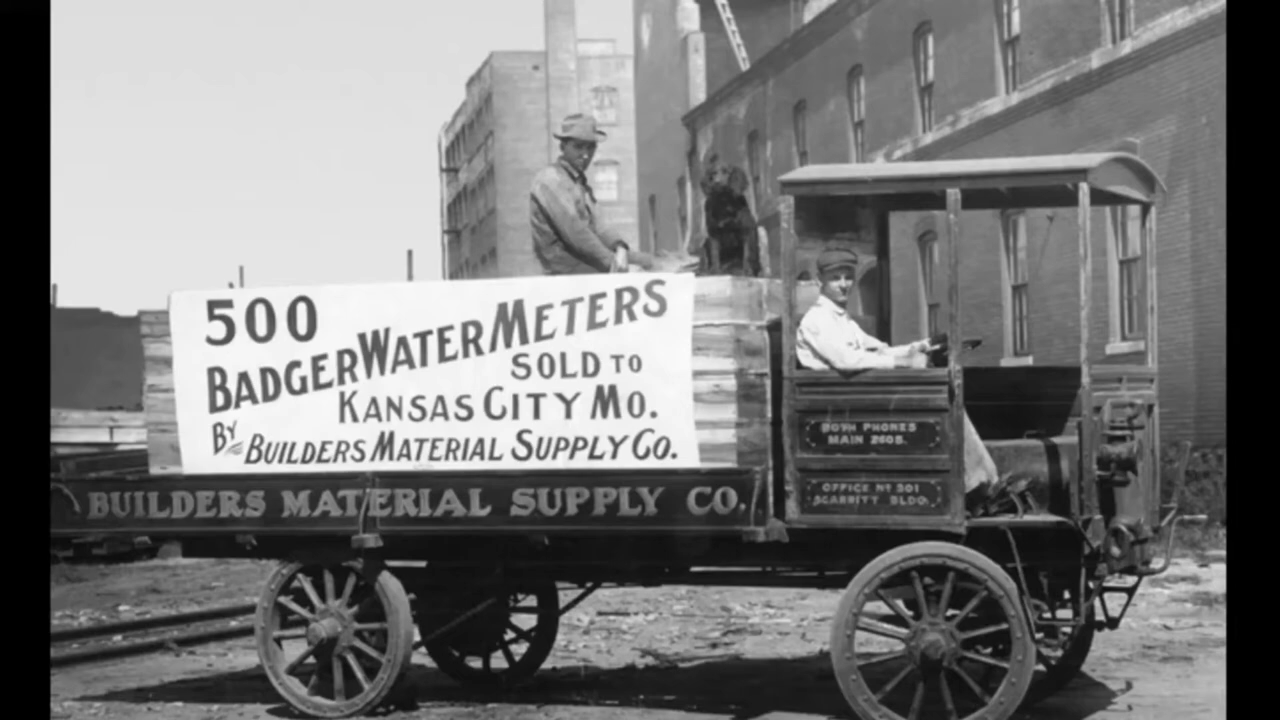 500
BADGER WATER METERS
SOLD TO
KANSAS CITY MO.
BY BUILDERS MATERIAL SUPPLY CO.
BUILDERS MATERIAL SUPPLY CO.
BOTH PHONES
MAIN 2605.
OFFICE No 301
SCARRITT BLDG.